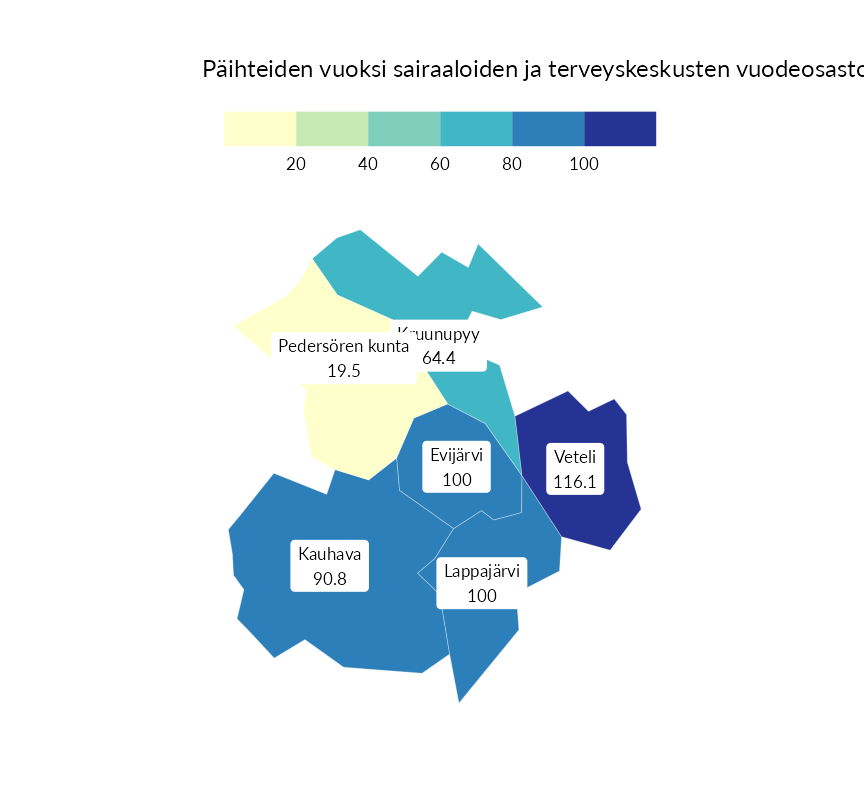 Päihteiden vuoksi sairaaloiden ja terveyskeskusten
20 40 60 80 100
Kruunupyy
64.4
Pedersören kunta
19.5
Evijärvi
100
Veteli
116.1
Kauhava
90.8
Lappajärvi
100